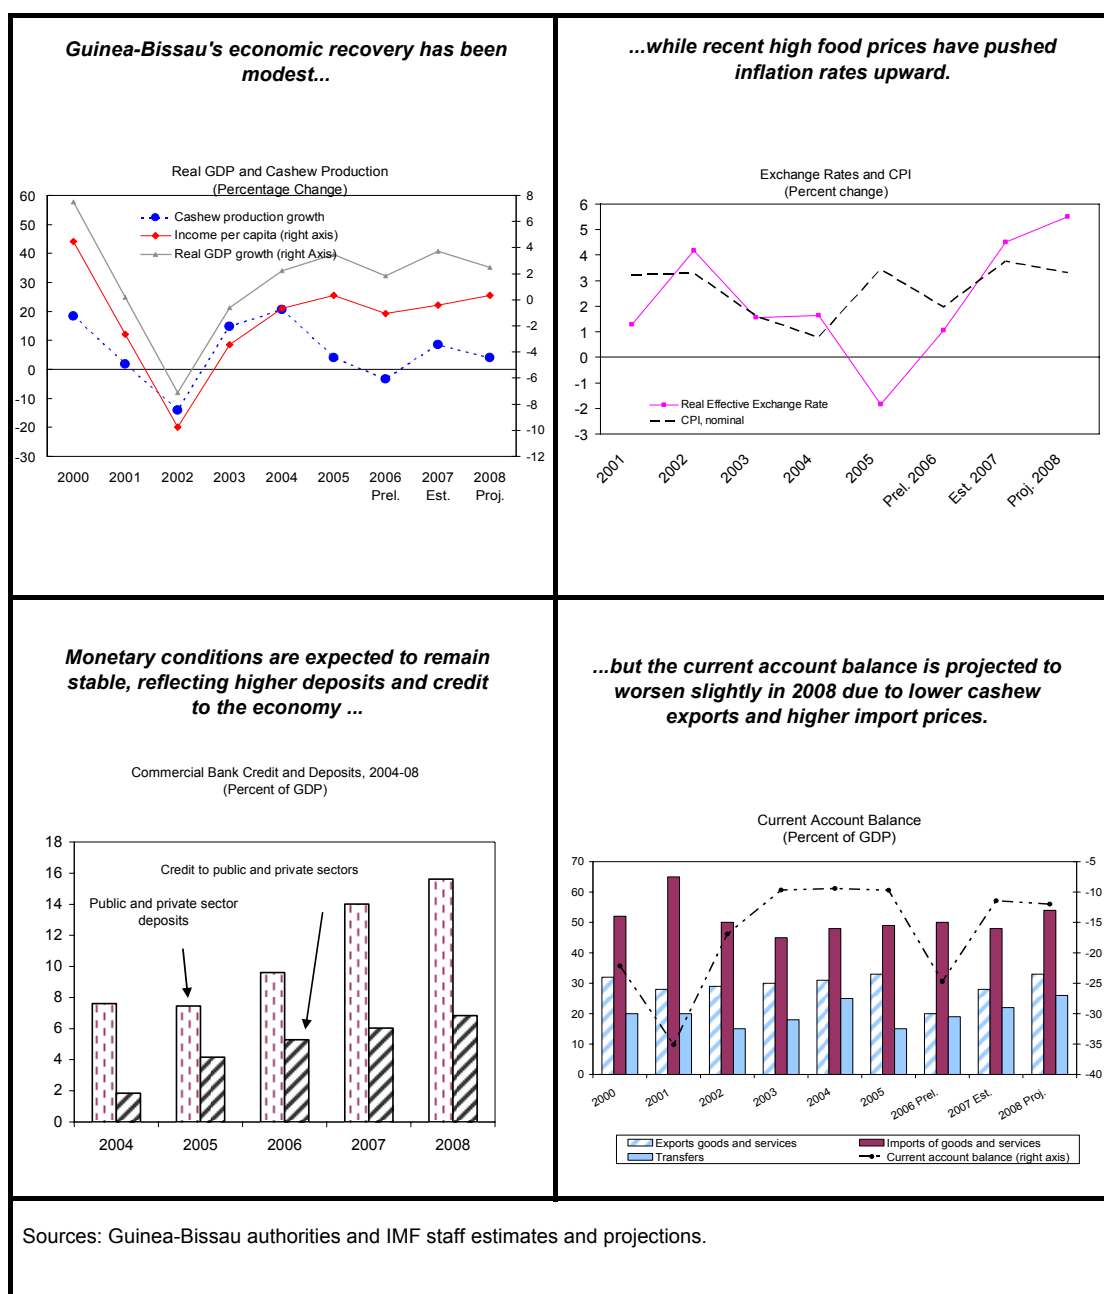 Guinea-Bissau's economic recovery has been
modest...
Real GDP and Cashew Production
(Percentage Change)
60
50
40
30
20
10
0
-10
-20
-30
8
6
4
2
0
-2
-4
-6
-8
-10
-12
Cashew production growth
Income per capita (right axis)
Real GDP growth (right Axis)
2000 2001 2002 2003 2004 2005 2006 2007 2008
Prel. Est. Proj.
...while recent high food prices have pushed
inflation rates upward.
Exchange Rates and CPI
(Percent change)
6
5
4
3
2
1
0
-1
-2
-3
Real Effective Exchange Rate
CPI, nominal
2001
2002
2003
2004
2005
Prel. 2006
Est. 2007
Proj. 2008
Monetary conditions are expected to remain
stable, reflecting higher deposits and credit
to the economy ...
Commercial Bank Credit and Deposits, 2004-08
(Percent of GDP)
18
16
14
12
10
8
6
4
2
0
Credit to public and private sectors
Public and private sector
deposits
2004 2005 2006 2007 2008
...but the current account balance is projected to
worsen slightly in 2008 due to lower cashew
exports and higher import prices.
Current Account Balance
(Percent of GDP)
70
60
50
40
30
20
10
0
-5
-10
-15
-20
-25
-30
-35
-40
2000
2001
2002
2003
2004
2005
2006 Prel.
2007 Est.
2008 Proj.
Exports goods and services
Imports of goods and services
Transfers
Current account balance (right axis)
Sources: Guinea-Bissau authorities and IMF staff estimates and projections.